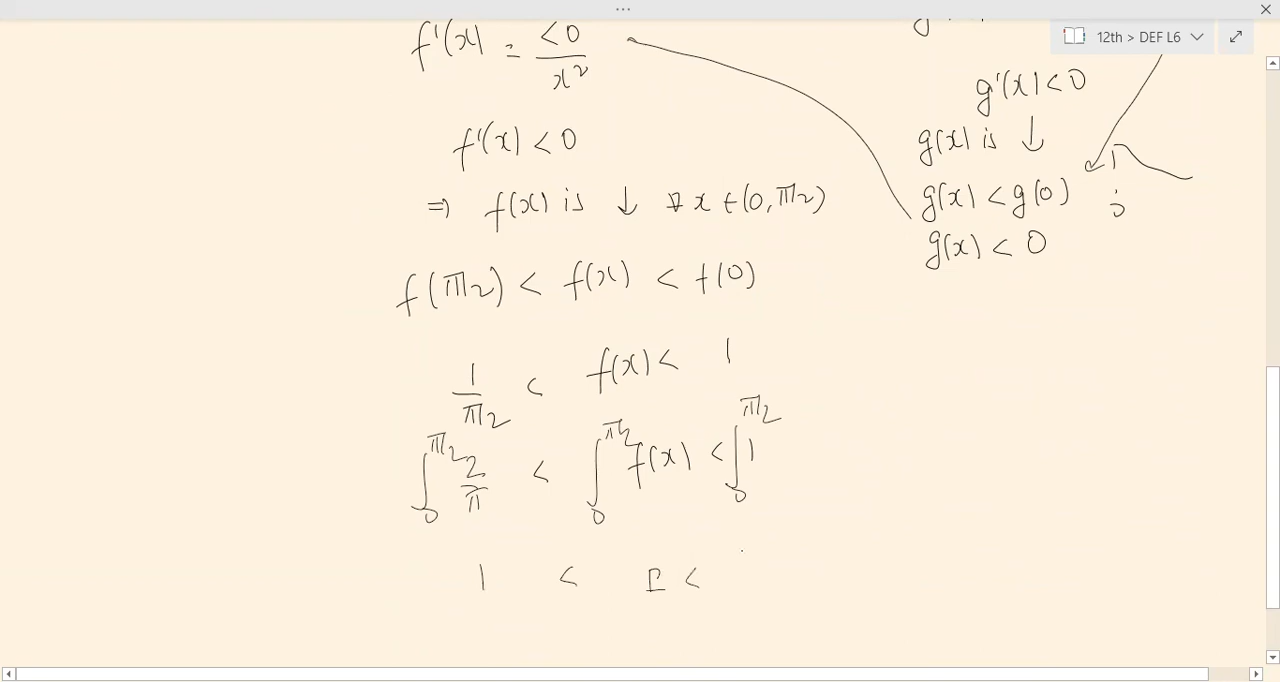 12th > DEF L6
f'(x) = <0/x²
f'(x) < 0
⇒ f(x) is ↓ ∀ x ∈ (0, π/2)
f(π/2) < f(x) < f(0)
1/(π/2) < f(x) < 1
∫₀^(π/2) 2/π < ∫₀^(π/2) f(x) < ∫₀^(π/2) 1
1 < I <
g'(x) < 0
g(x) is ↓
g(x) < g(0)
g(x) < 0